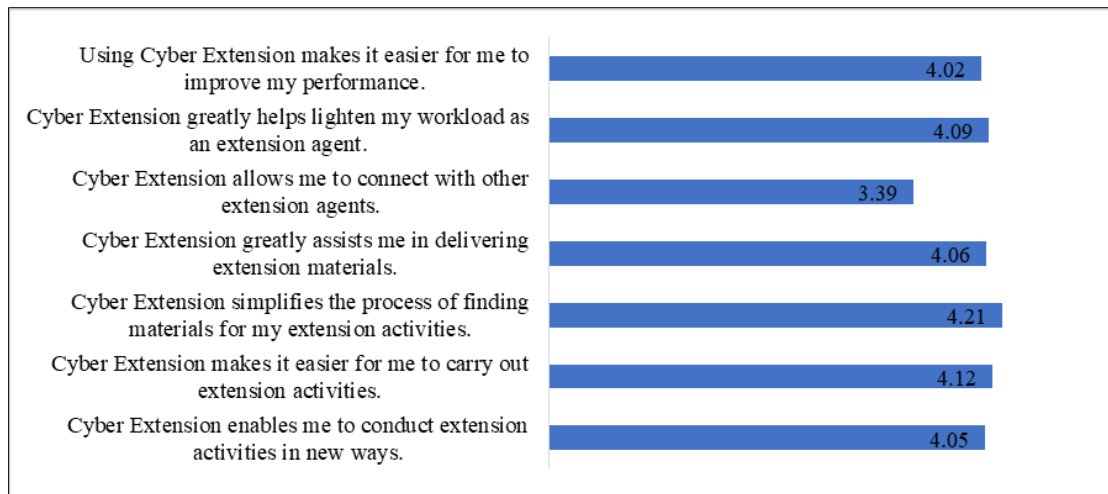 Using Cyber Extension makes it easier for me to
improve my performance.
4.02
Cyber Extension greatly helps lighten my workload as
an extension agent.
4.09
Cyber Extension allows me to connect with other
extension agents.
3.39
Cyber Extension greatly assists me in delivering
extension materials.
4.06
Cyber Extension simplifies the process of finding
materials for my extension activities.
4.21
Cyber Extension makes it easier for me to carry out
extension activities.
4.12
Cyber Extension enables me to conduct extension
activities in new ways.
4.05